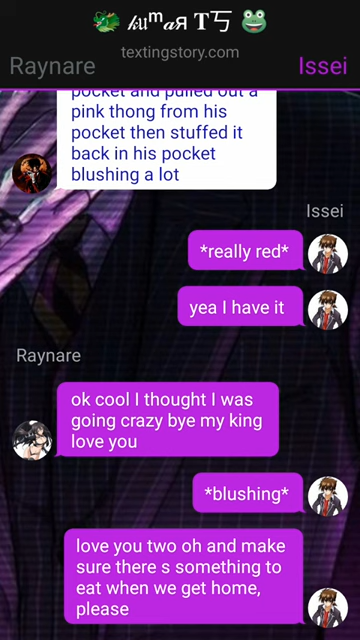 🐲 𝓀𝓊ᵐ𝒶я 𝐓丂 🐸
textingstory.com
Raynare
Issei
pocket and pulled out a
pink thong from his
pocket then stuffed it
back in his pocket
blushing a lot
Issei
*really red*
yea I have it
Raynare
ok cool I thought I was
going crazy bye my king
love you
*blushing*
love you two oh and make
sure there s something to
eat when we get home,
please